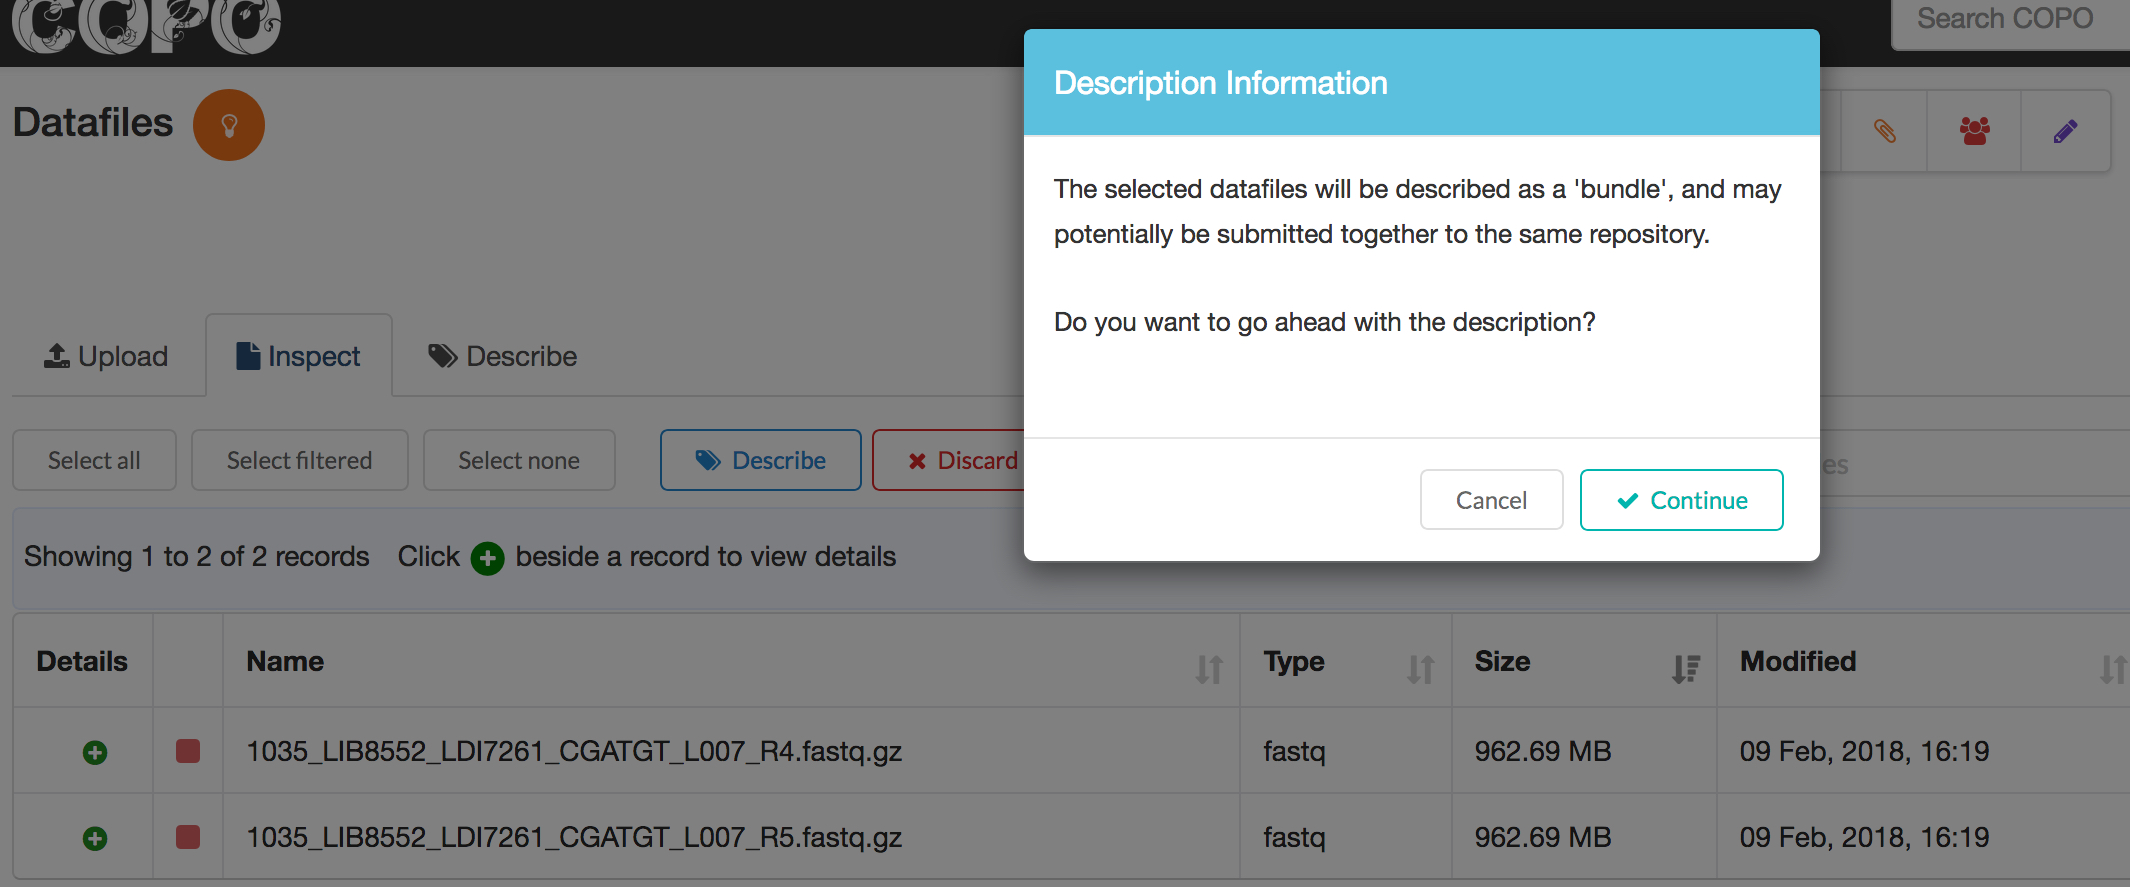 COPO
Search COPO
Datafiles
Description Information
The selected datafiles will be described as a 'bundle', and may
potentially be submitted together to the same repository.
Do you want to go ahead with the description?
Cancel
Continue
Upload
Inspect
Describe
Select all
Select filtered
Select none
Describe
Discard
es
Showing 1 to 2 of 2 records Click beside a record to view details
Details Name Type Size Modified
1035_LIB8552_LDI7261_CGATGT_L007_R4.fastq.gz fastq 962.69 MB 09 Feb, 2018, 16:19
1035_LIB8552_LDI7261_CGATGT_L007_R5.fastq.gz fastq 962.69 MB 09 Feb, 2018, 16:19